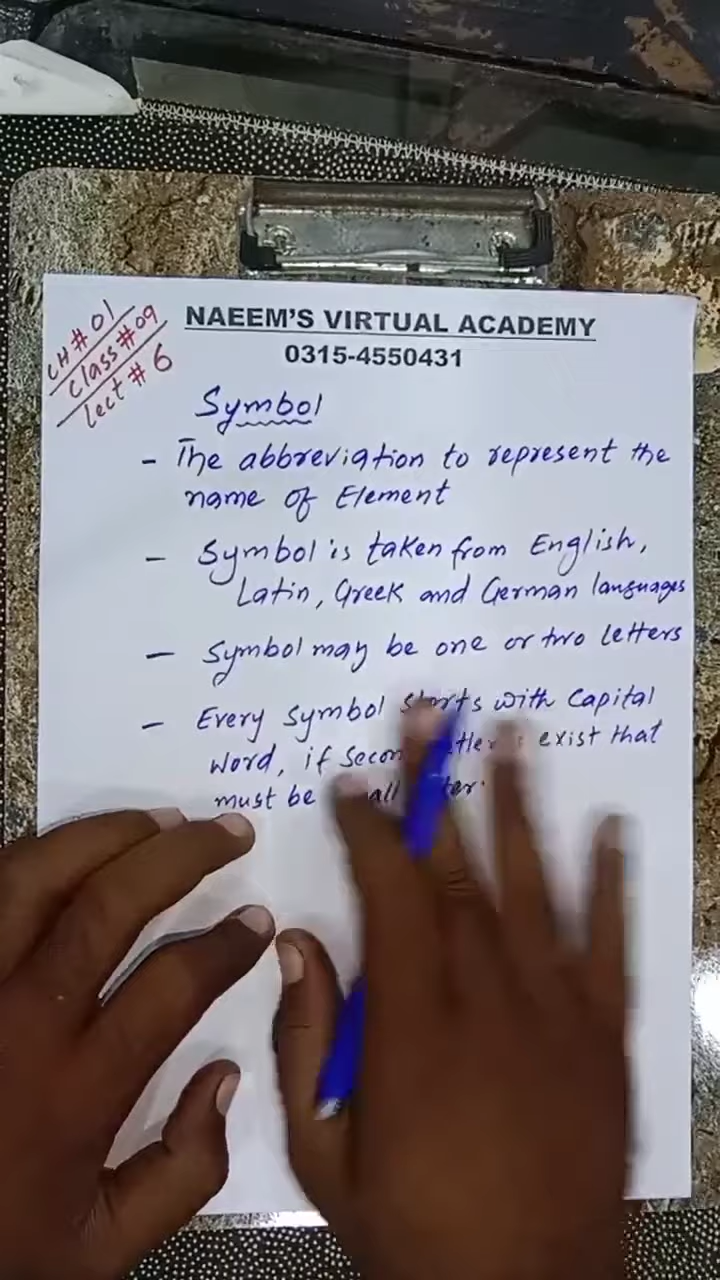 CH # 01
Class # 09
Lect # 6
NAEEM'S VIRTUAL ACADEMY
0315-4550431
Symbol
- The abbreviation to represent the
name of Element
- Symbol is taken from English,
Latin, Greek and German languages
- Symbol may be one or two letters
- Every symbol starts with Capital
word, if exist that
must be